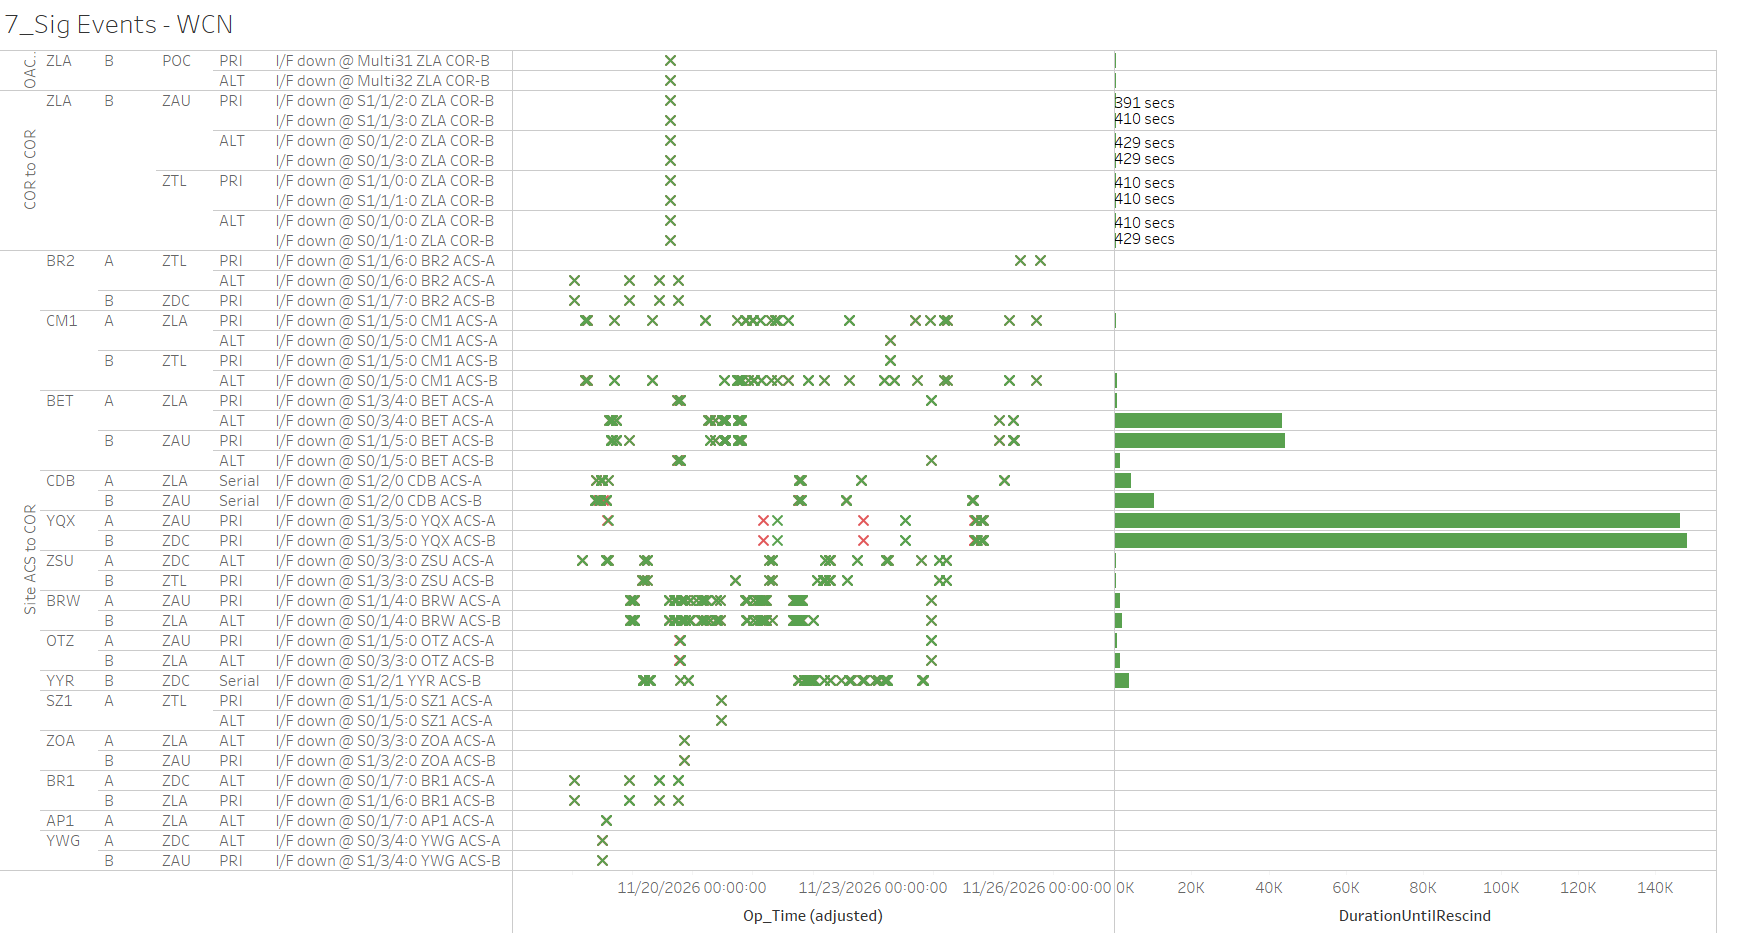 7_Sig Events - WCN
OAC.. ZLA B POC PRI I/F down @ Multi31 ZLA COR-B
ALT I/F down @ Multi32 ZLA COR-B
COR to COR ZLA B ZAU PRI I/F down @ S1/1/2:0 ZLA COR-B 391 secs
I/F down @ S1/1/3:0 ZLA COR-B 410 secs
ALT I/F down @ S0/1/2:0 ZLA COR-B 429 secs
I/F down @ S0/1/3:0 ZLA COR-B 429 secs
ZTL PRI I/F down @ S1/1/0:0 ZLA COR-B 410 secs
I/F down @ S1/1/1:0 ZLA COR-B 410 secs
ALT I/F down @ S0/1/0:0 ZLA COR-B 410 secs
I/F down @ S0/1/1:0 ZLA COR-B 429 secs
Site ACS to COR BR2 A ZTL PRI I/F down @ S1/1/6:0 BR2 ACS-A
ALT I/F down @ S0/1/6:0 BR2 ACS-A
B ZDC PRI I/F down @ S1/1/7:0 BR2 ACS-B
CM1 A ZLA PRI I/F down @ S1/1/5:0 CM1 ACS-A
ALT I/F down @ S0/1/5:0 CM1 ACS-A
B ZTL PRI I/F down @ S1/1/5:0 CM1 ACS-B
ALT I/F down @ S0/1/5:0 CM1 ACS-B
BET A ZLA PRI I/F down @ S1/3/4:0 BET ACS-A
ALT I/F down @ S0/3/4:0 BET ACS-A
B ZAU PRI I/F down @ S1/1/5:0 BET ACS-B
ALT I/F down @ S0/1/5:0 BET ACS-B
CDB A ZLA Serial I/F down @ S1/2/0 CDB ACS-A
B ZAU Serial I/F down @ S1/2/0 CDB ACS-B
YQX A ZAU PRI I/F down @ S1/3/5:0 YQX ACS-A
B ZDC PRI I/F down @ S1/3/5:0 YQX ACS-B
ZSU A ZDC ALT I/F down @ S0/3/3:0 ZSU ACS-A
B ZTL PRI I/F down @ S1/3/3:0 ZSU ACS-B
BRW A ZAU PRI I/F down @ S1/1/4:0 BRW ACS-A
B ZLA ALT I/F down @ S0/1/4:0 BRW ACS-B
OTZ A ZAU PRI I/F down @ S1/1/5:0 OTZ ACS-A
B ZLA ALT I/F down @ S0/3/3:0 OTZ ACS-B
YYR B ZDC Serial I/F down @ S1/2/1 YYR ACS-B
SZ1 A ZTL PRI I/F down @ S1/1/5:0 SZ1 ACS-A
ALT I/F down @ S0/1/5:0 SZ1 ACS-A
ZOA A ZLA ALT I/F down @ S0/3/3:0 ZOA ACS-A
B ZAU PRI I/F down @ S1/3/2:0 ZOA ACS-B
BR1 A ZDC ALT I/F down @ S0/1/7:0 BR1 ACS-A
B ZLA PRI I/F down @ S1/1/6:0 BR1 ACS-B
AP1 A ZLA ALT I/F down @ S0/1/7:0 AP1 ACS-A
YWG A ZDC ALT I/F down @ S0/3/4:0 YWG ACS-A
B ZAU PRI I/F down @ S1/3/4:0 YWG ACS-B
11/20/2026 00:00:00 11/23/2026 00:00:00 11/26/2026 00:00:00 0K 20K 40K 60K 80K 100K 120K 140K
Op_Time (adjusted) DurationUntilRescind